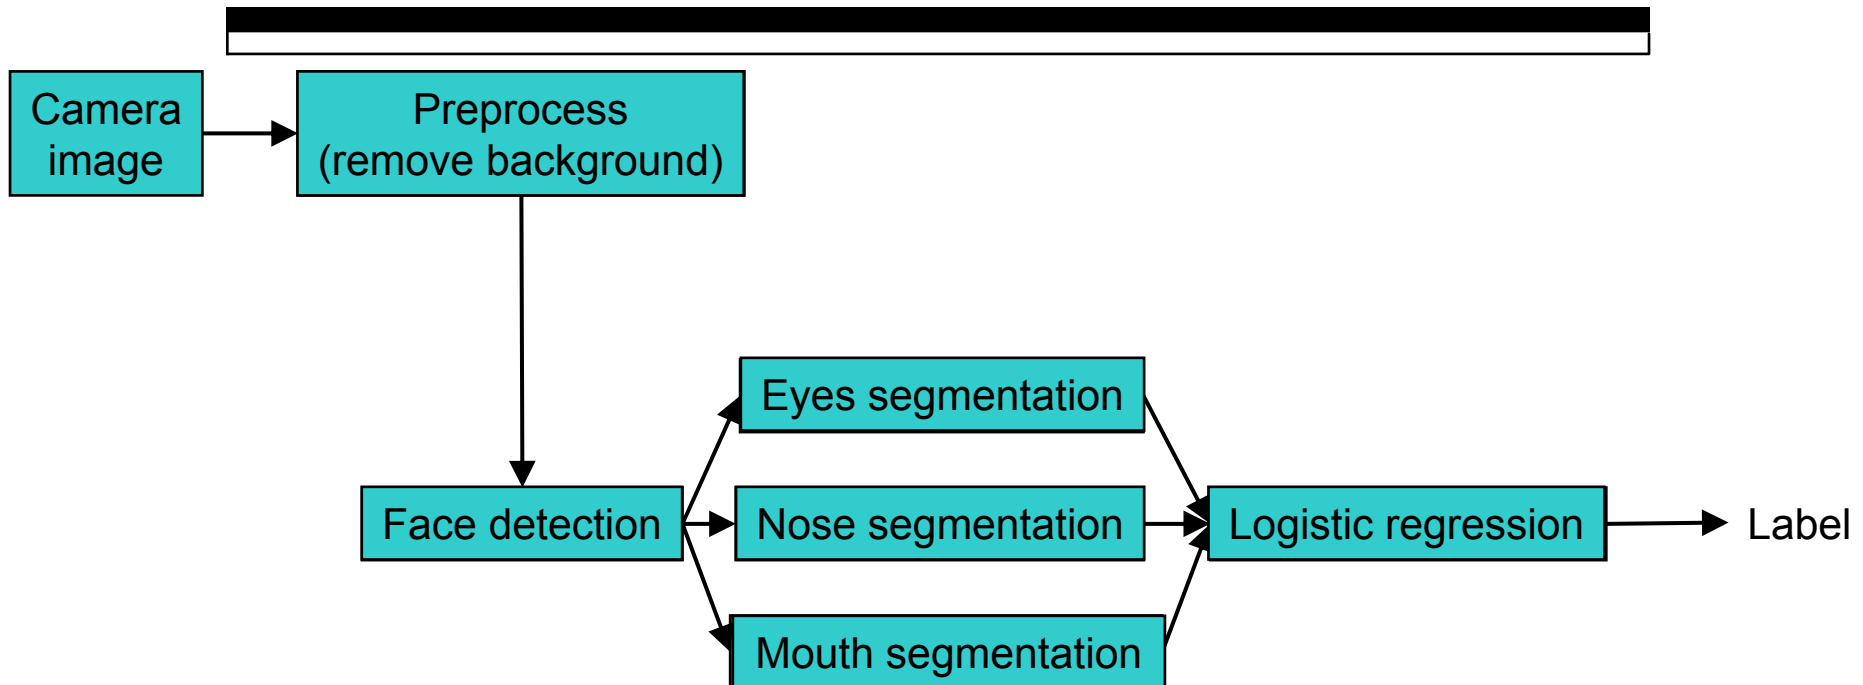 Camera
image
Preprocess
(remove background)
Eyes segmentation
Face detection
Nose segmentation
Logistic regression
Label
Mouth segmentation